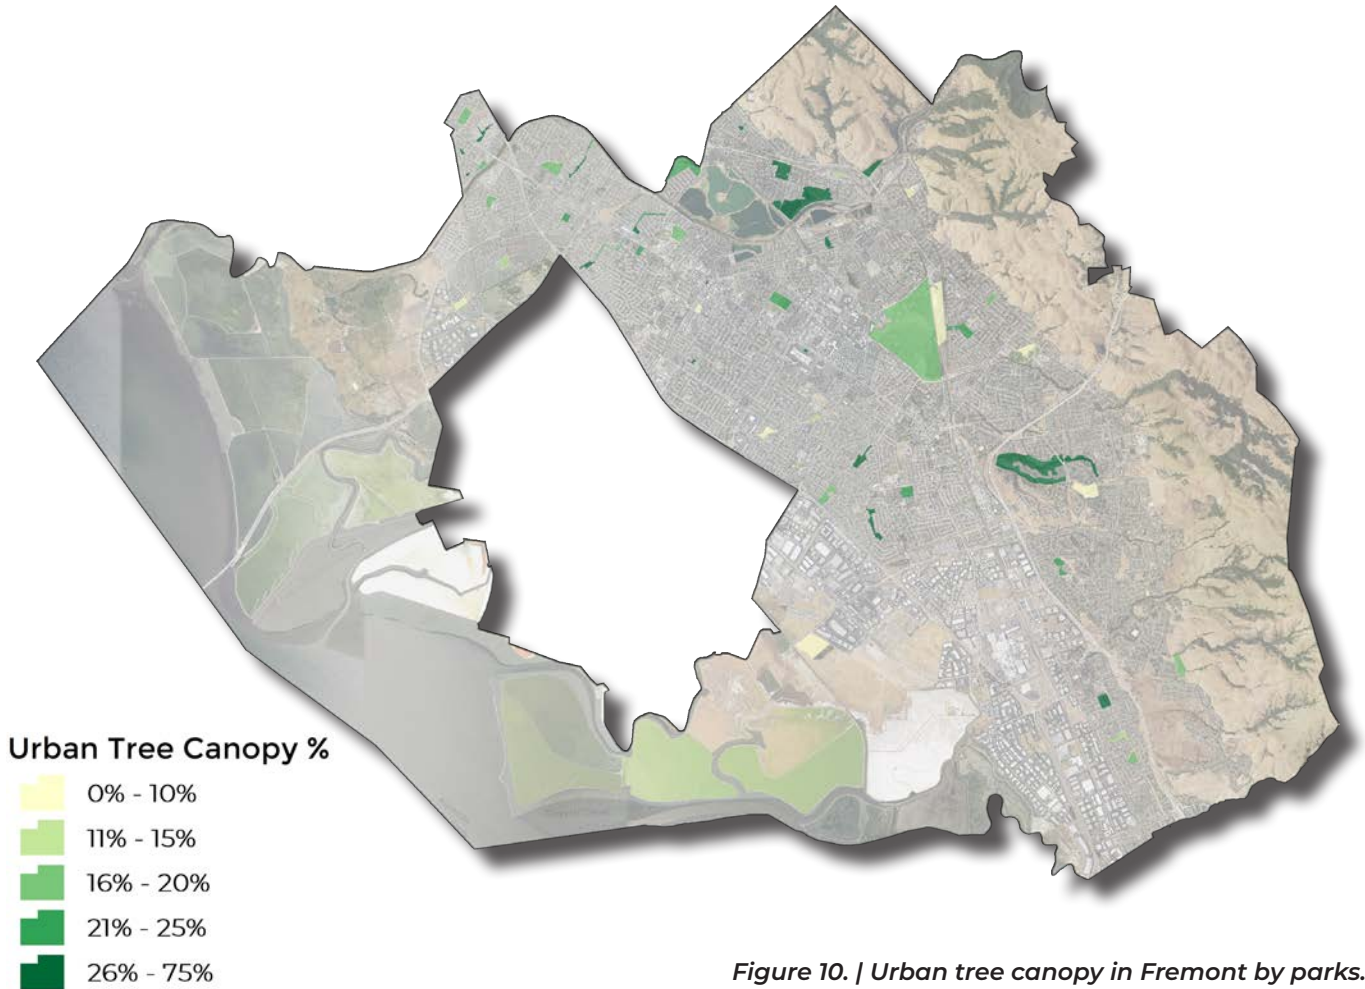 Urban Tree Canopy %
0% - 10%
11% - 15%
16% - 20%
21% - 25%
26% - 75%
Figure 10. | Urban tree canopy in Fremont by parks.